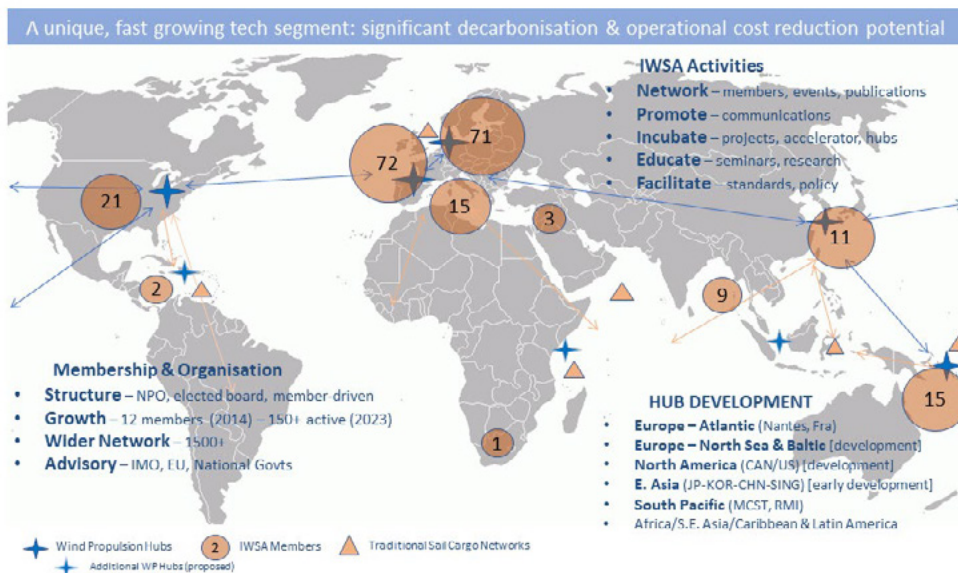 A unique, fast growing tech segment: significant decarbonisation & operational cost reduction potential
IWSA Activities
• Network – members, events, publications
• Promote – communications
• Incubate – projects, accelerator, hubs
• Educate – seminars, research
• Facilitate – standards, policy
71
72
21
15
3
11
2
9
15
1
Membership & Organisation
• Structure – NPO, elected board, member-driven
• Growth – 12 members (2014) – 150+ active (2023)
• Wider Network – 1500+
• Advisory – IMO, EU, National Govts
HUB DEVELOPMENT
• Europe – Atlantic (Nantes, Fra)
• Europe – North Sea & Baltic [development]
• North America (CAN/US) [development]
• E. Asia (JP-KOR-CHN-SING) [early development]
• South Pacific (MCST, RMI)
• Africa/S.E. Asia/Caribbean & Latin America
Wind Propulsion Hubs
2 IWSA Members
Traditional Sail Cargo Networks
Additional WP Hubs (proposed)